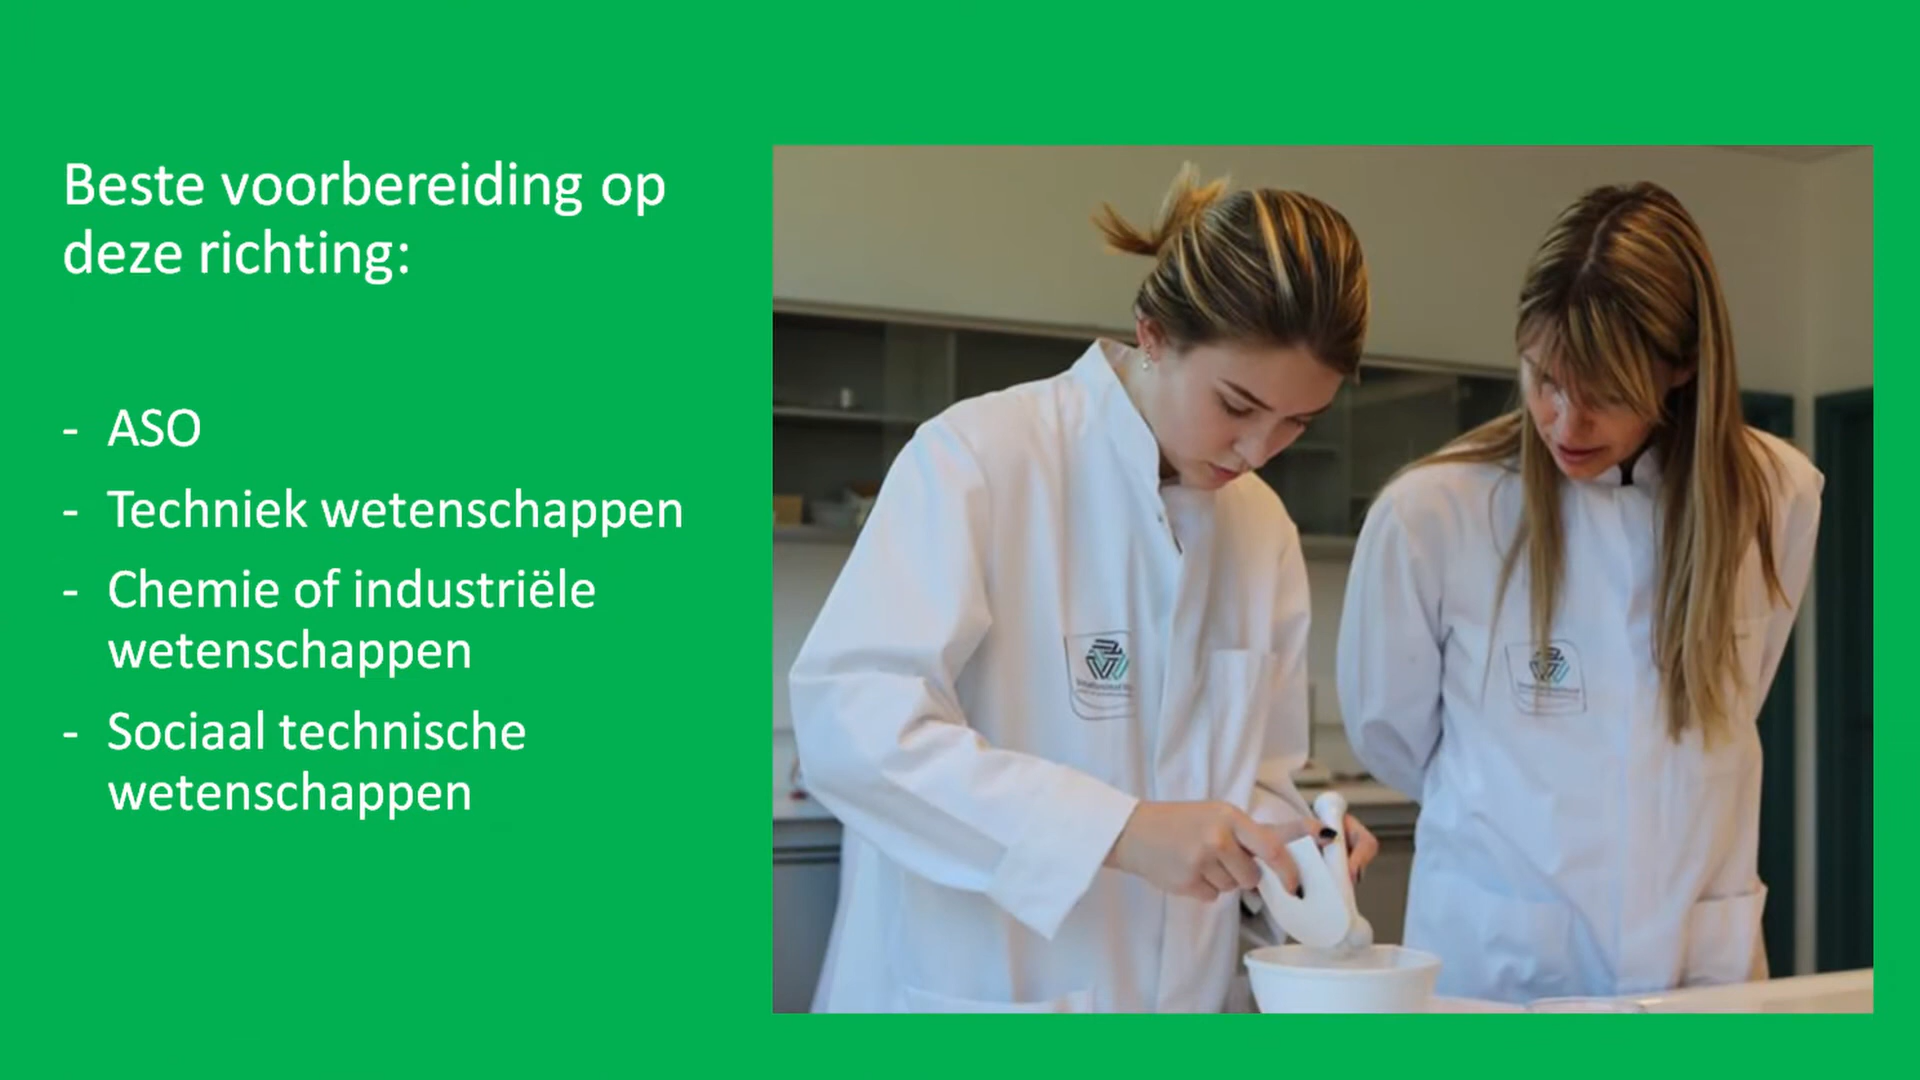 Beste voorbereiding op
deze richting:
- ASO
- Techniek wetenschappen
- Chemie of industriële
wetenschappen
- Sociaal technische
wetenschappen